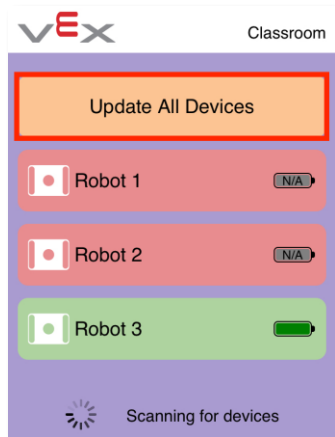 VEX
Classroom
Update All Devices
Robot 1
N/A
Robot 2
N/A
Robot 3
Scanning for devices